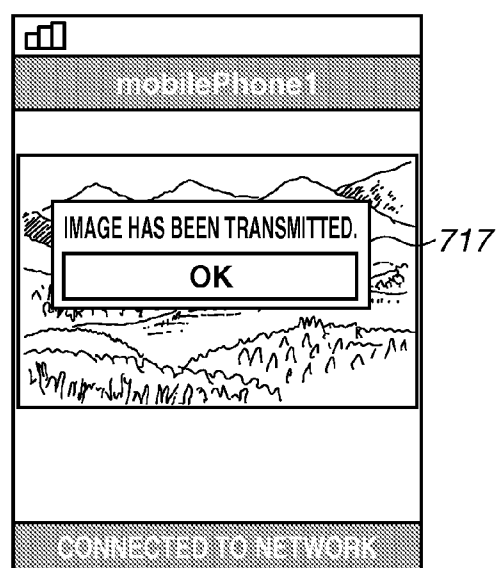 mobilePhone1
IMAGE HAS BEEN TRANSMITTED.
OK
717
CONNECTED TO NETWORK